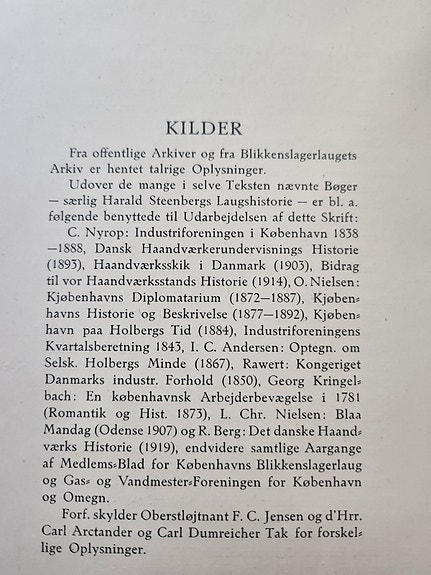 KILDER
Fra offentlige Arkiver og fra Blikkenslagerlaugets
Arkiv er hentet talrige Oplysninger.
Udover de mange i selve Teksten nævnte Bøger
— særlig Harald Steenbergs Laugshistorie — er bl. a.
følgende benyttede til Udarbejdelsen af dette Skrift:
C. Nyrop: Industriforeningen i København 1838
—1888, Dansk Haandværkerundervisnings Historie
(1893), Haandværksskik i Danmark (1903), Bidrag
til vor Haandværksstands Historie (1914), O. Nielsen:
Kjøbenhavns Diplomatarium (1872—1887), Kjøben⸗
havns Historie og Beskrivelse (1877—1892), Kjøben⸗
havn paa Holbergs Tid (1884), Industriforeningens
Kvartalsberetning 1843, I. C. Andersen: Optegn. om
Selsk. Holbergs Minde (1867), Rawert: Kongeriget
Danmarks industr. Forhold (1850), Georg Kringel⸗
bach: En københavnsk Arbejderbevægelse i 1781
(Romantik og Hist. 1873), L. Chr. Nielsen: Blaa
Mandag (Odense 1907) og R. Berg: Det danske Haand⸗
værks Historie (1919), endvidere samtlige Aargange
af Medlems⸗Blad for Københavns Blikkenslagerlaug
og Gas⸗ og Vandmester⸗Foreningen for København
og Omegn.
Forf. skylder Oberstløjtnant F. C. Jensen og d'Hrr.
Carl Arctander og Carl Dumreicher Tak for forskel⸗
lige Oplysninger.